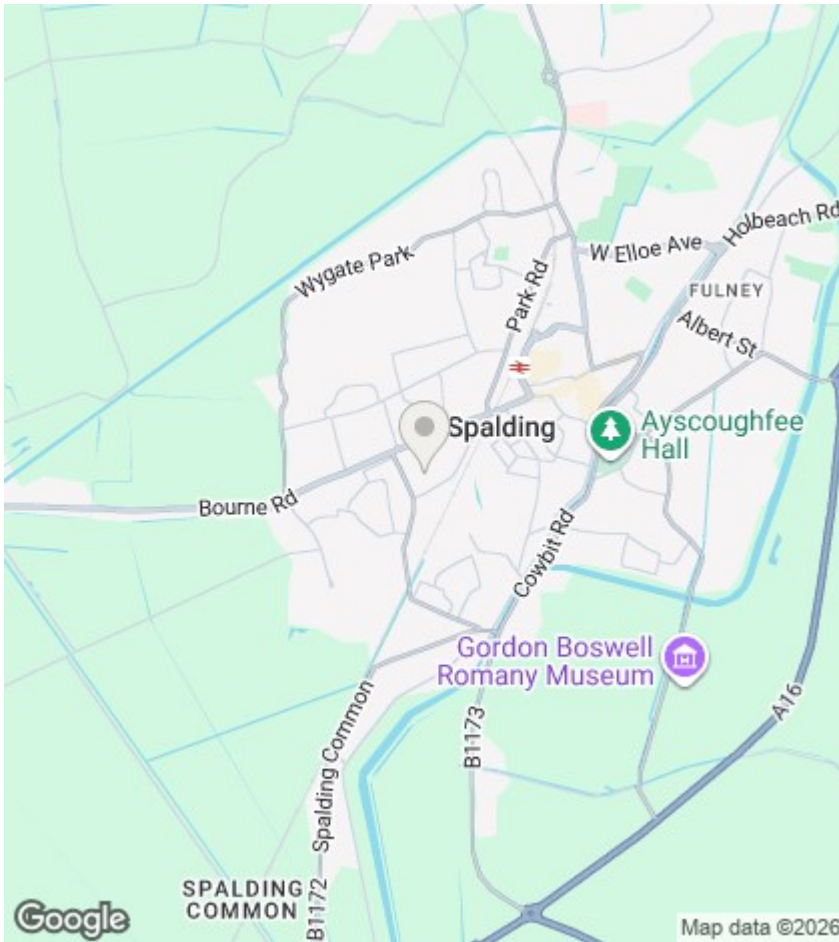 Wygate Park
Park Rd
W Elloe Ave
Holbeach Rd
FULNEY
Albert St
Spalding
Ayscoughfee
Hall
Bourne Rd
Cowbit Rd
Gordon Boswell
Romany Museum
A16
B1173
Spalding Common
B1172
SPALDING
COMMON
Google
Map data ©